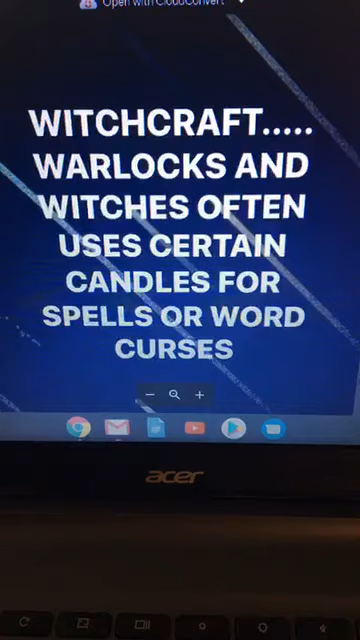 Open with CloudConvert
WITCHCRAFT.....
WARLOCKS AND
WITCHES OFTEN
USES CERTAIN
CANDLES FOR
SPELLS OR WORD
CURSES
acer